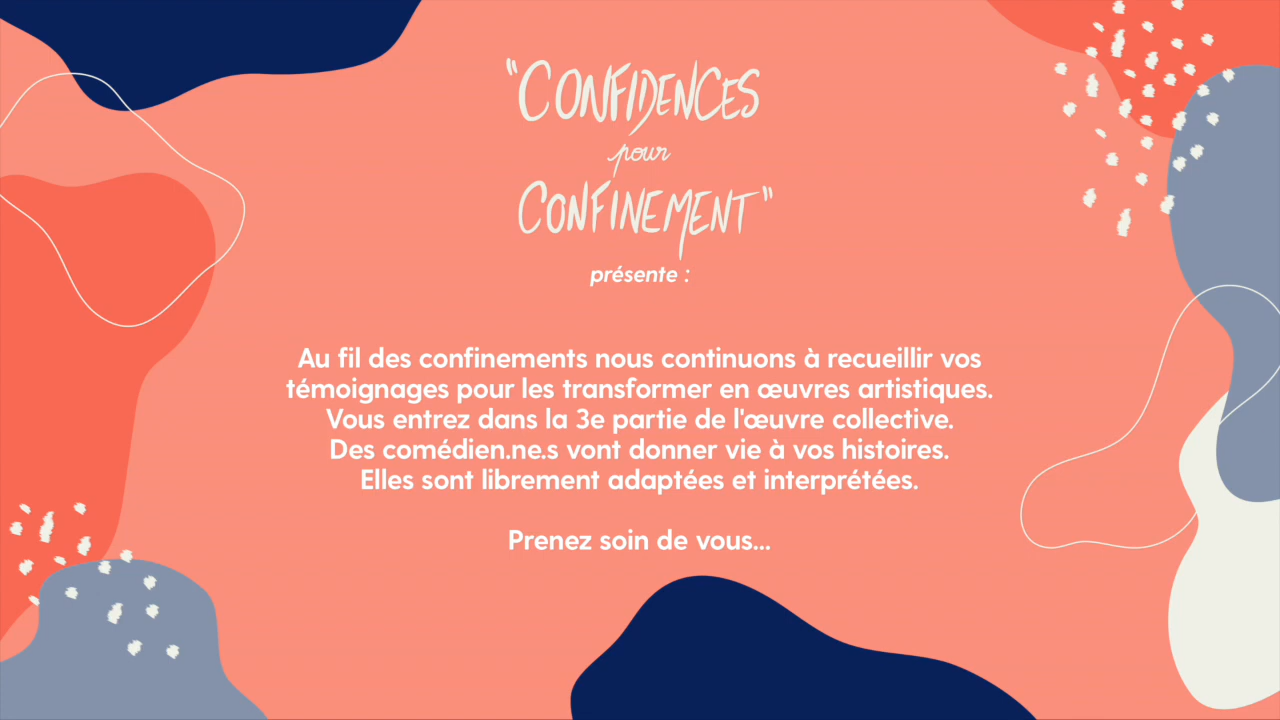 "CONFIDENCES
pour
CONFINEMENT"
présente :
Au fil des confinements nous continuons à recueillir vos
témoignages pour les transformer en œuvres artistiques.
Vous entrez dans la 3e partie de l'œuvre collective.
Des comédien.ne.s vont donner vie à vos histoires.
Elles sont librement adaptées et interprétées.
Prenez soin de vous...